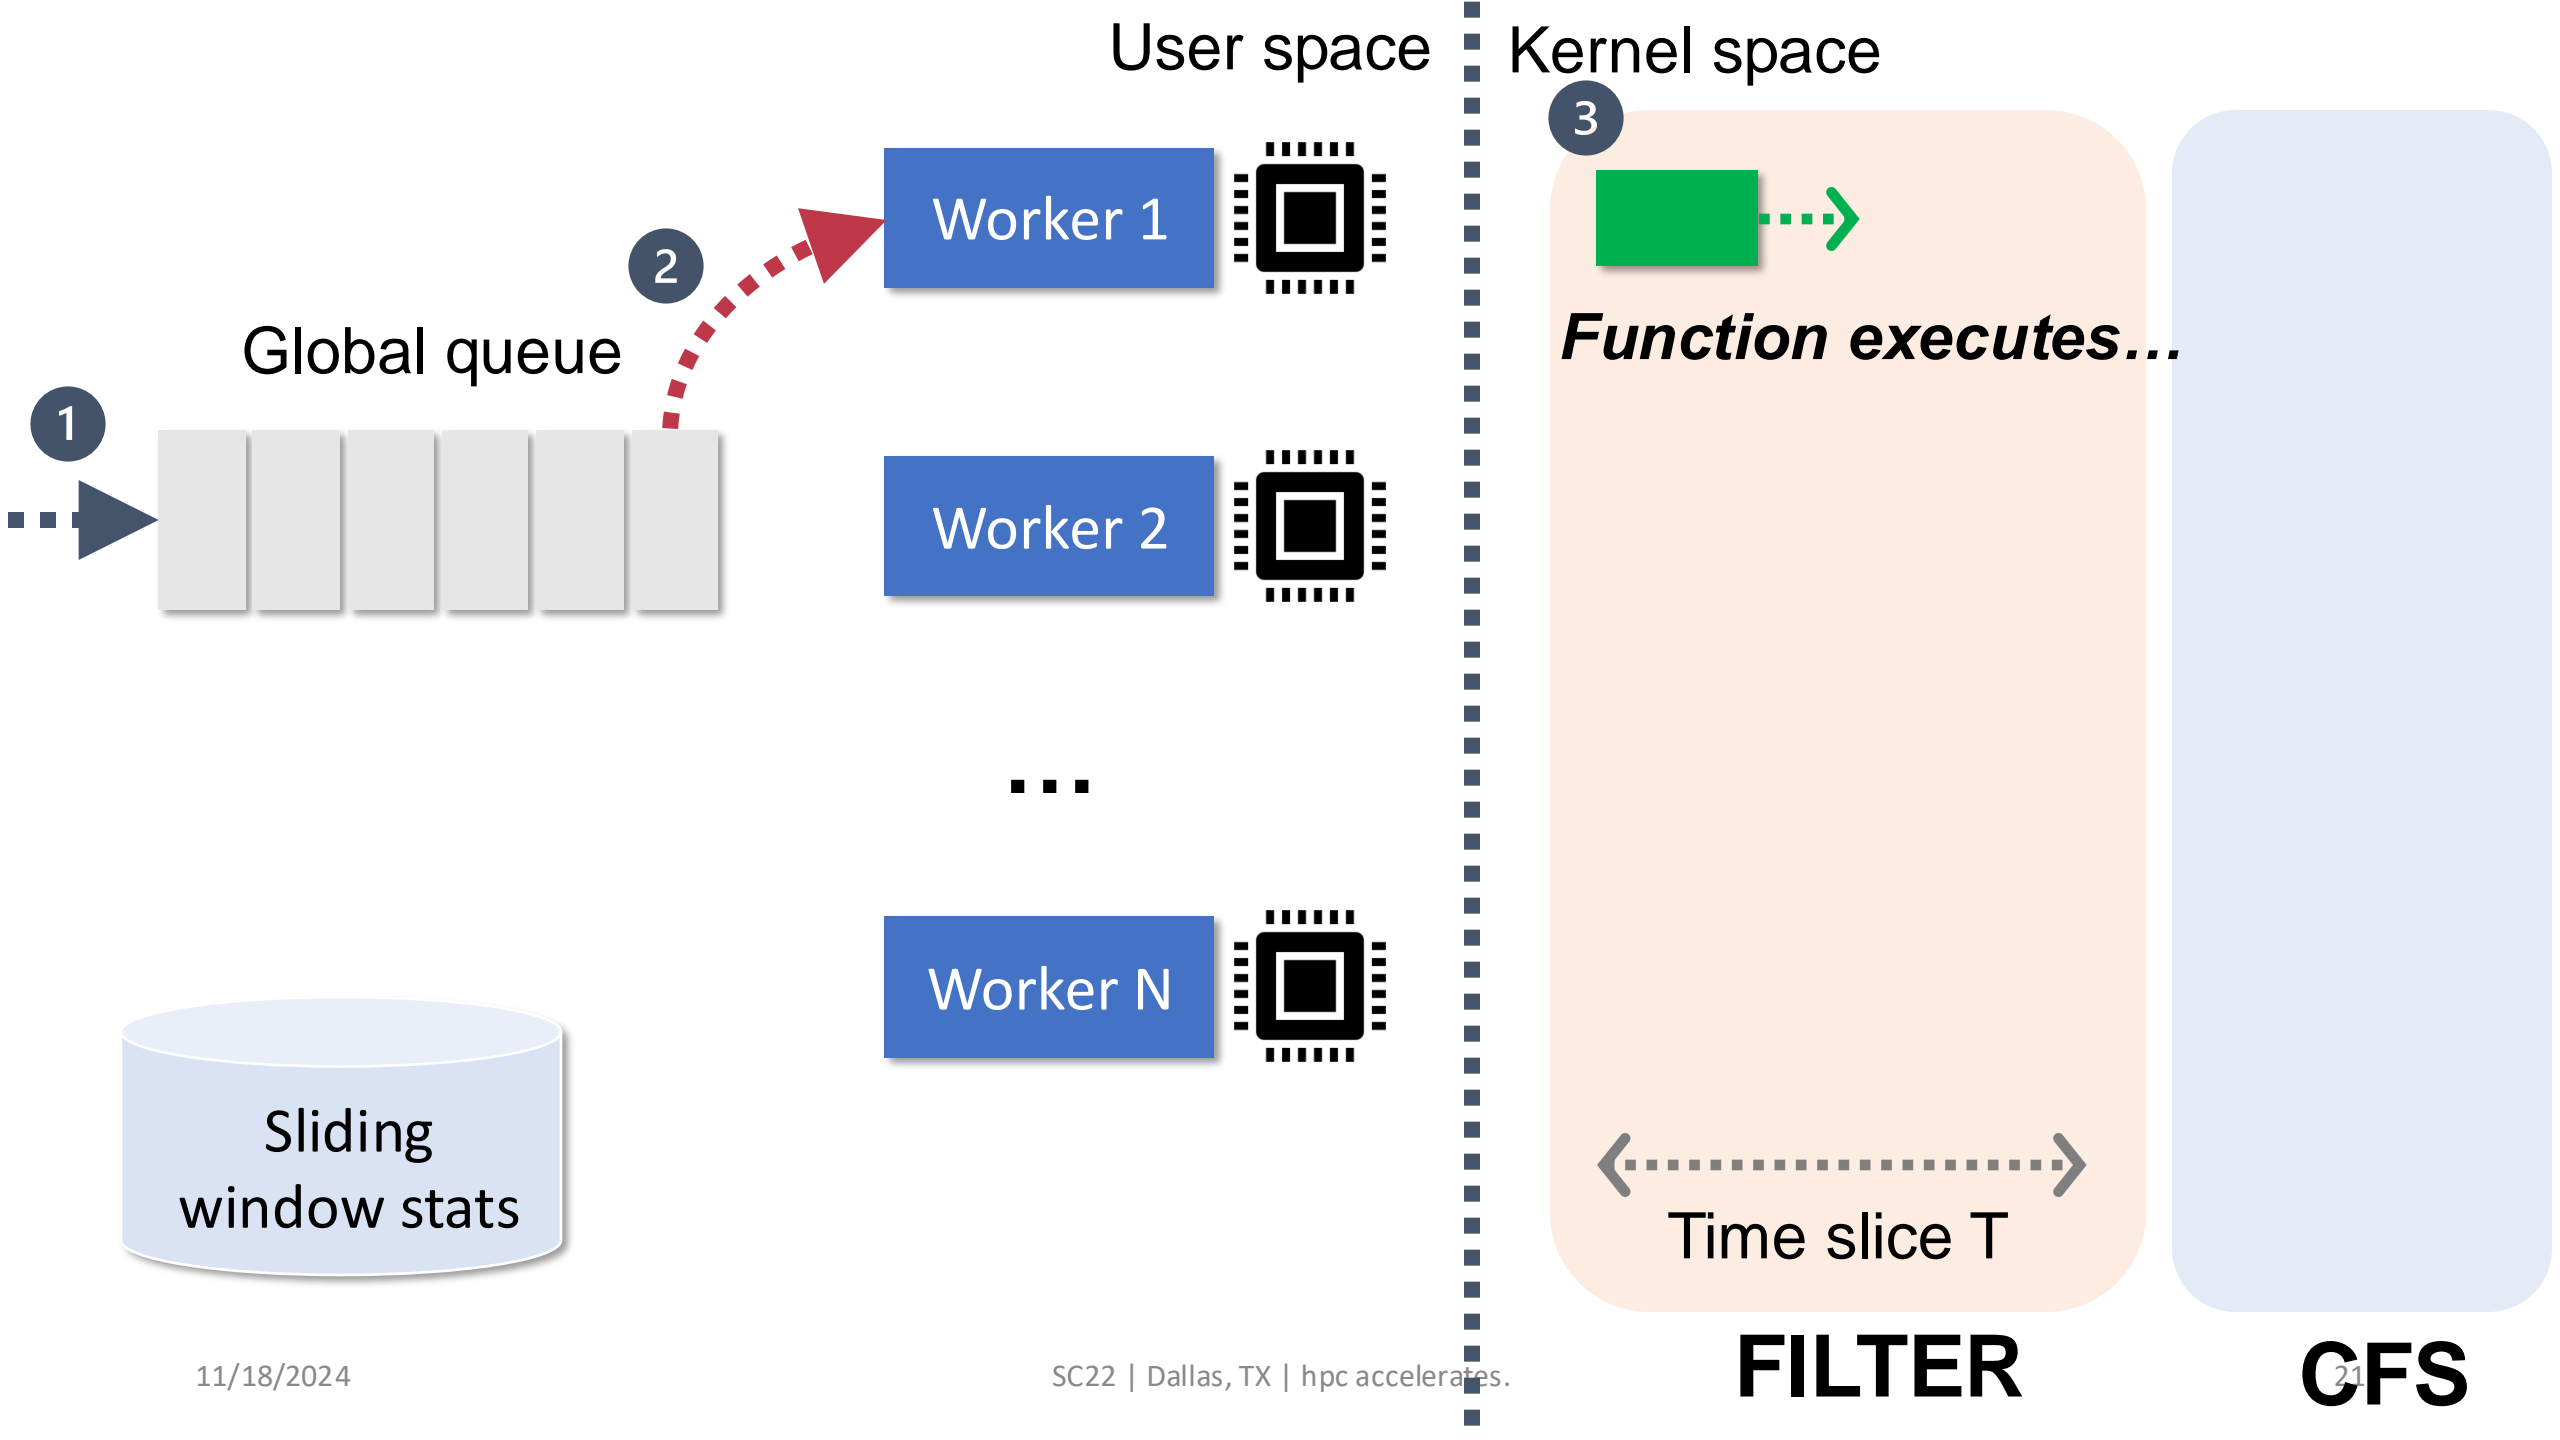 User space
Kernel space
3
Worker 1
2
Function executes…
Global queue
1
Worker 2
…
Worker N
Sliding
window stats
Time slice T
FILTER
CFS
11/18/2024
SC22 | Dallas, TX | hpc accelerates.
21